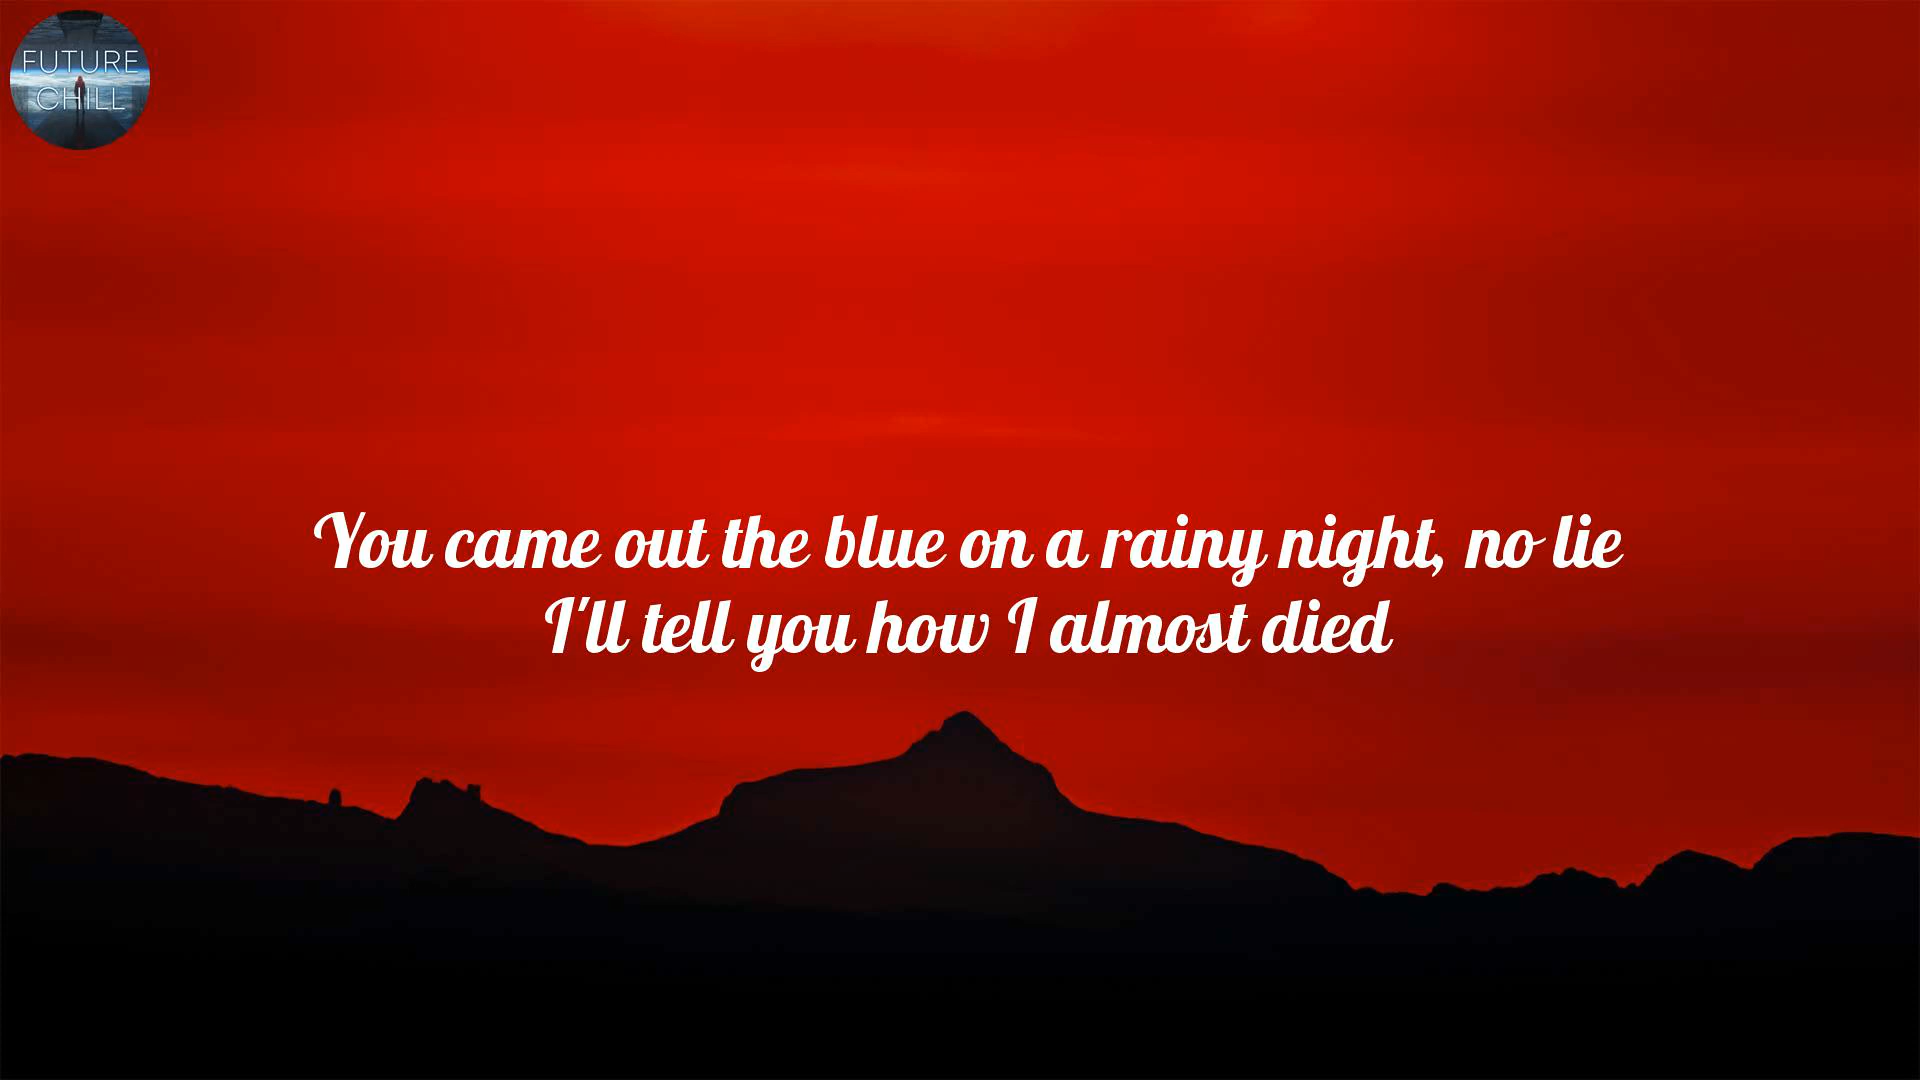 FUTURE
CHILL
You came out the blue on a rainy night, no lie
I'll tell you how I almost died